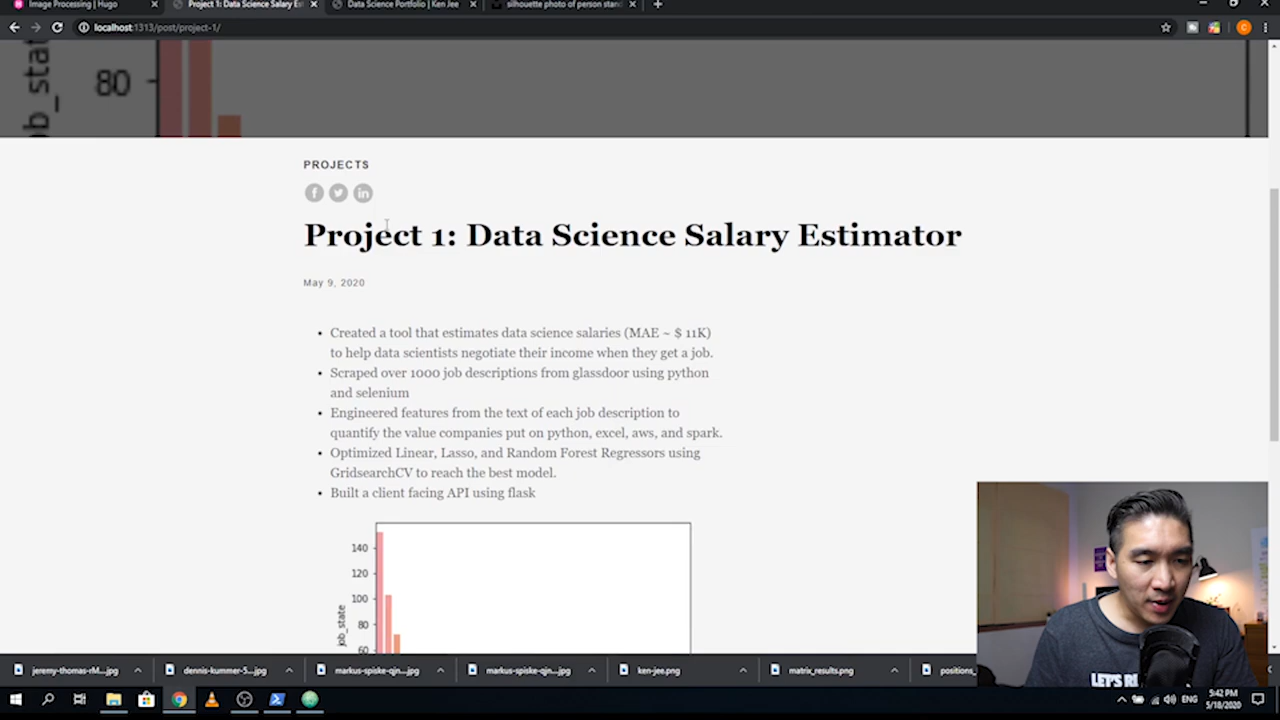 Image Processing | Hugo
Project 1: Data Science Salary Es
Data Science Portfolio | Ken Jee
silhouette photo of person stand
localhost:1313/post/project-1/
C
job_state
80
PROJECTS
Project 1: Data Science Salary Estimator
May 9, 2020
Created a tool that estimates data science salaries (MAE ~ $ 11K)
to help data scientists negotiate their income when they get a job.
Scraped over 1000 job descriptions from glassdoor using python
and selenium
Engineered features from the text of each job description to
quantify the value companies put on python, excel, aws, and spark.
Optimized Linear, Lasso, and Random Forest Regressors using
GridsearchCV to reach the best model.
Built a client facing API using flask
140
120
100
80
60
job_state
LET'S
jeremy-thomas-rM....jpg
dennis-kummer-5....jpg
markus-spiske-qjn....jpg
markus-spiske-qjn....jpg
ken-jee.png
matrix_results.png
positions_
ENG
5:42 PM
5/18/2020